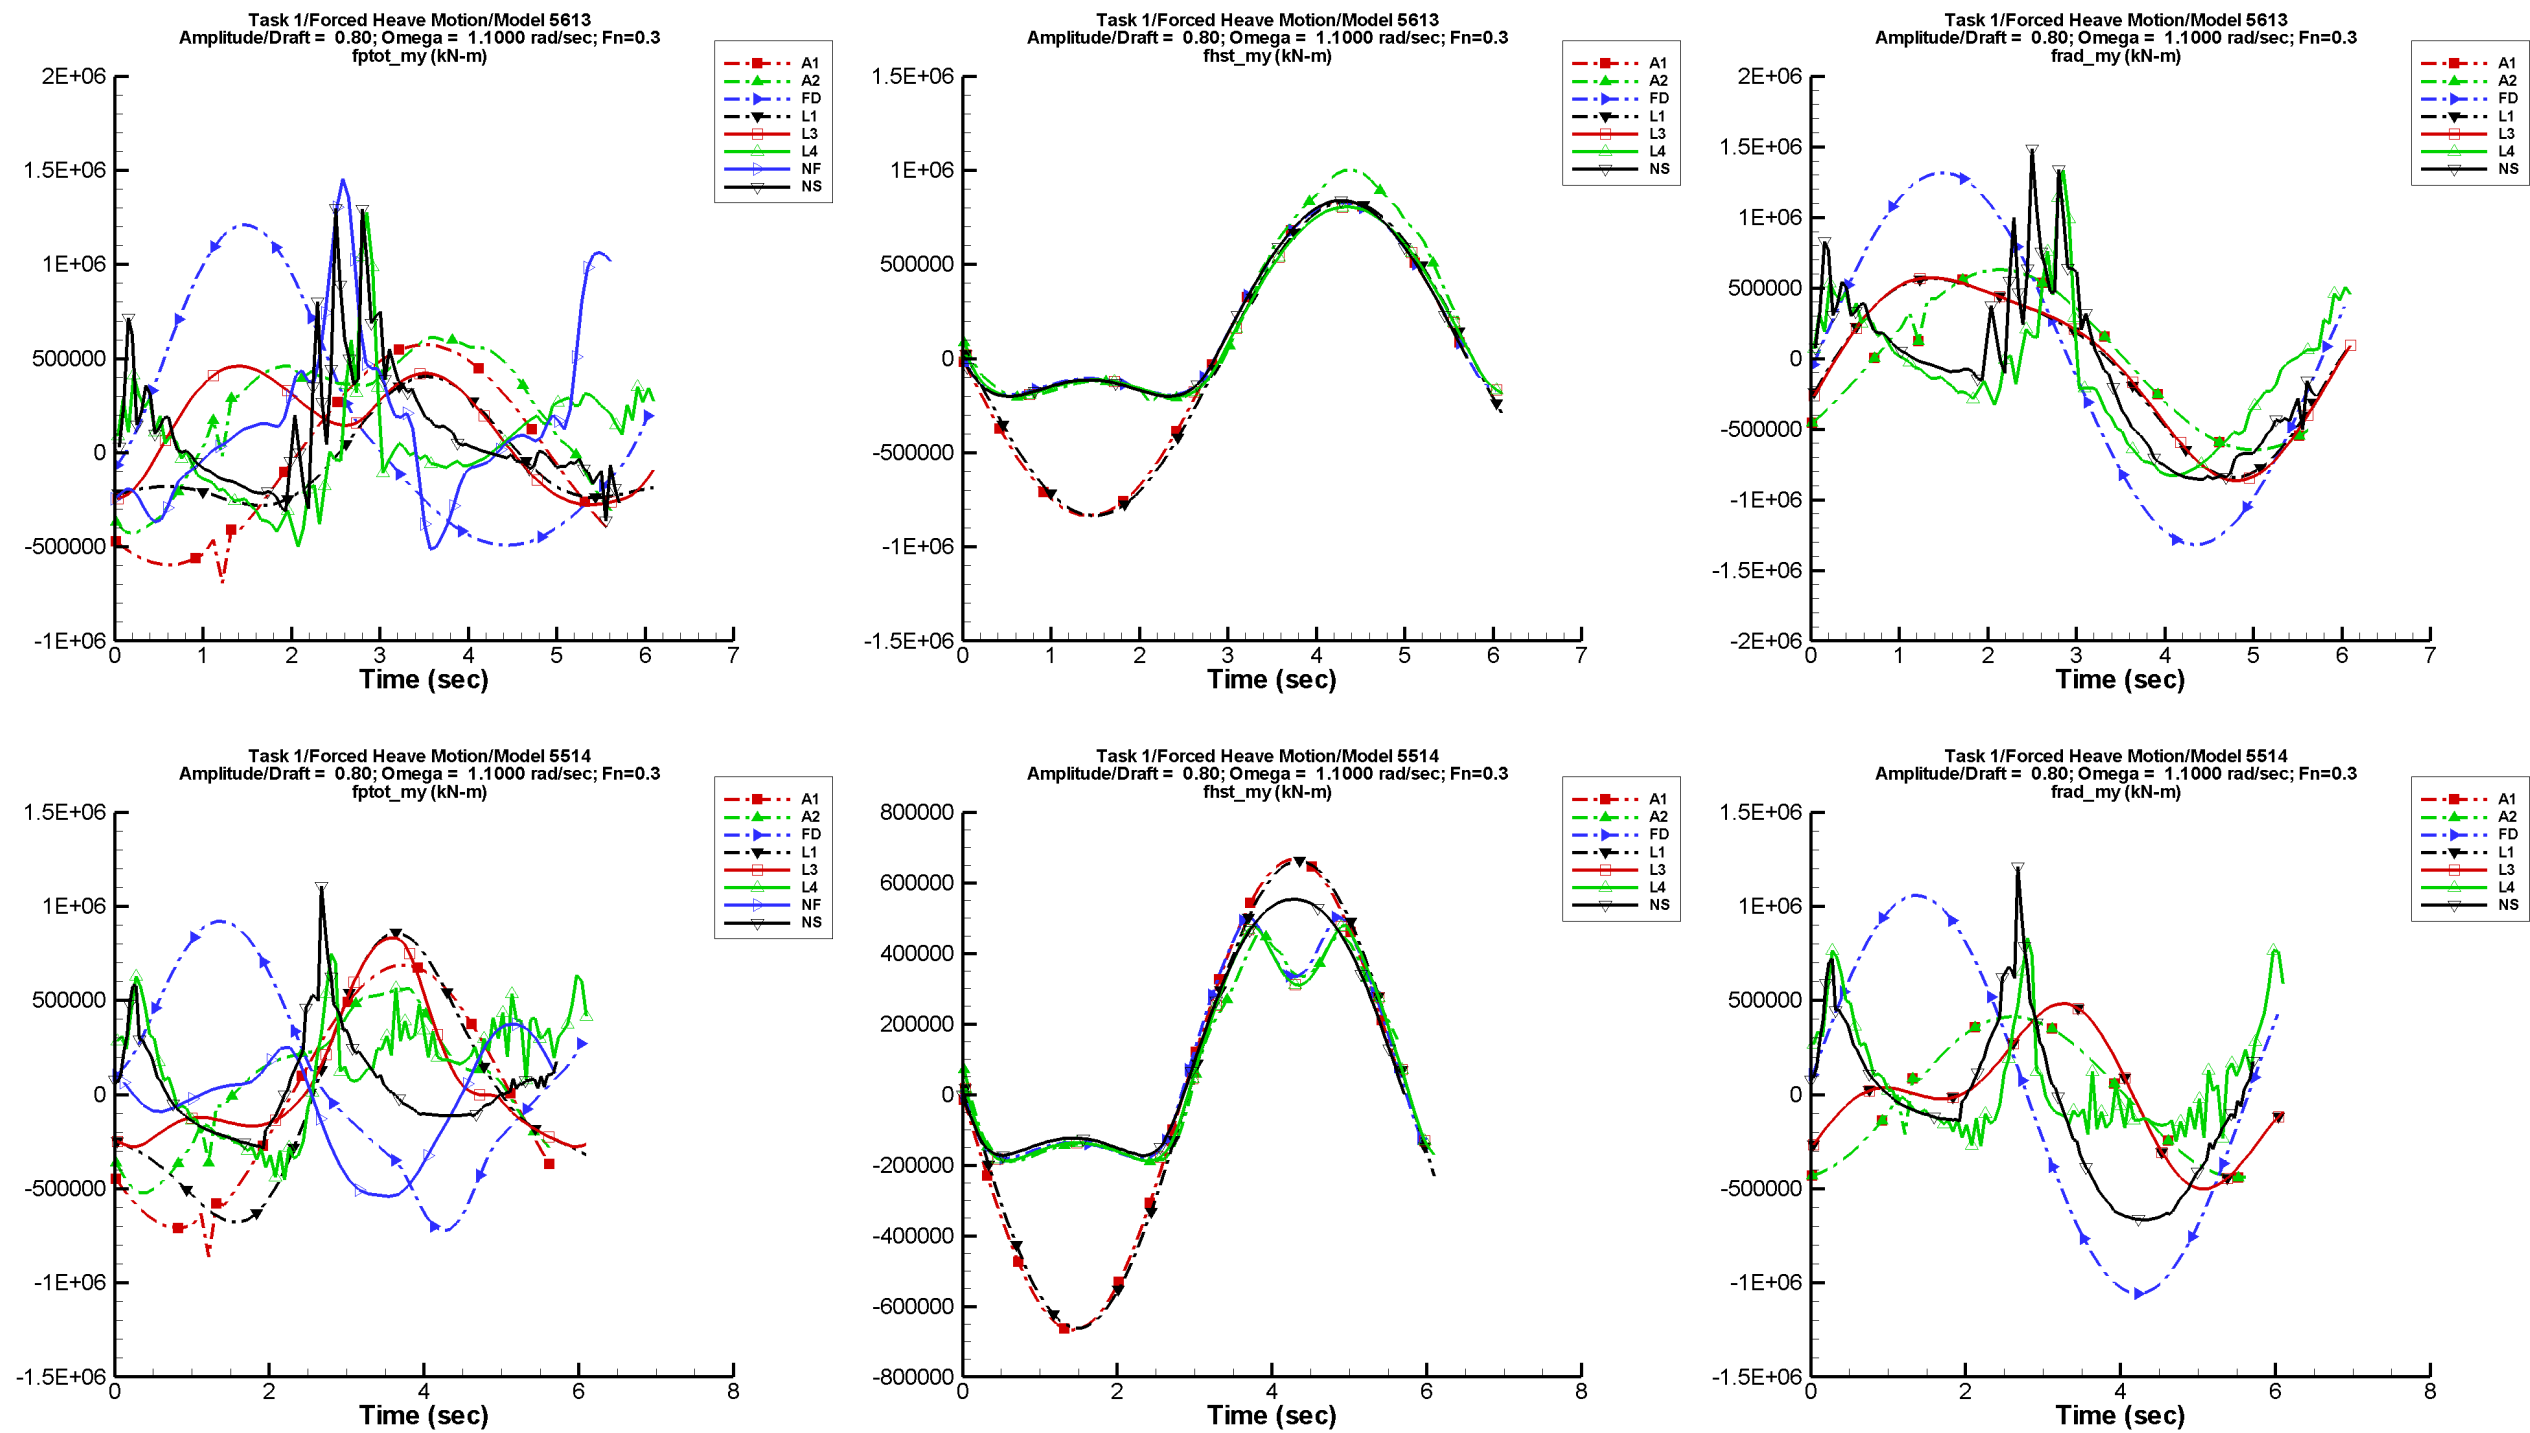 Task 1/Forced Heave Motion/Model 5613
Amplitude/Draft = 0.80; Omega = 1.1000 rad/sec; Fn=0.3
fptot_my (kN-m)
A1
A2
FD
L1
L3
L4
NF
NS
2E+06
1.5E+06
1E+06
500000
0
-500000
-1E+06
0 1 2 3 4 5 6 7
Time (sec)
Task 1/Forced Heave Motion/Model 5613
Amplitude/Draft = 0.80; Omega = 1.1000 rad/sec; Fn=0.3
fhst_my (kN-m)
A1
A2
FD
L1
L3
L4
NS
1.5E+06
1E+06
500000
0
-500000
-1E+06
-1.5E+06
0 1 2 3 4 5 6 7
Time (sec)
Task 1/Forced Heave Motion/Model 5613
Amplitude/Draft = 0.80; Omega = 1.1000 rad/sec; Fn=0.3
frad_my (kN-m)
A1
A2
FD
L1
L3
L4
NS
2E+06
1.5E+06
1E+06
500000
0
-500000
-1E+06
-1.5E+06
-2E+06
0 1 2 3 4 5 6 7
Time (sec)
Task 1/Forced Heave Motion/Model 5514
Amplitude/Draft = 0.80; Omega = 1.1000 rad/sec; Fn=0.3
fptot_my (kN-m)
A1
A2
FD
L1
L3
L4
NF
NS
1.5E+06
1E+06
500000
0
-500000
-1E+06
-1.5E+06
0 2 4 6 8
Time (sec)
Task 1/Forced Heave Motion/Model 5514
Amplitude/Draft = 0.80; Omega = 1.1000 rad/sec; Fn=0.3
fhst_my (kN-m)
A1
A2
FD
L1
L3
L4
NS
800000
600000
400000
200000
0
-200000
-400000
-600000
-800000
0 2 4 6 8
Time (sec)
Task 1/Forced Heave Motion/Model 5514
Amplitude/Draft = 0.80; Omega = 1.1000 rad/sec; Fn=0.3
frad_my (kN-m)
A1
A2
FD
L1
L3
L4
NS
1.5E+06
1E+06
500000
0
-500000
-1E+06
-1.5E+06
0 2 4 6 8
Time (sec)